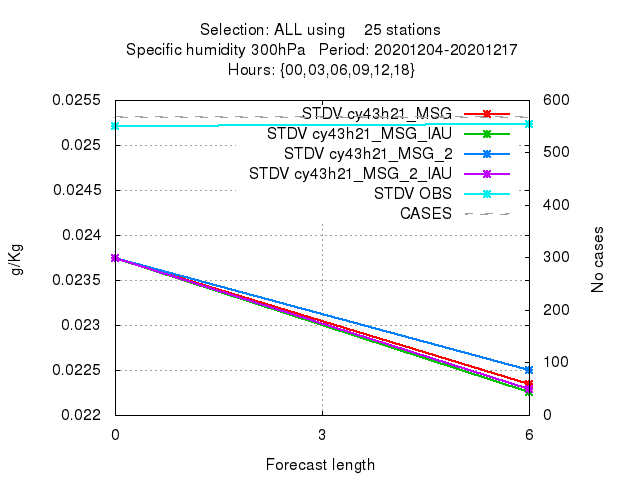 Selection: ALL using    25 stations
Specific humidity 300hPa   Period: 20201204-20201217
Hours: {00,03,06,09,12,18}
STDV cy43h21_MSG
STDV cy43h21_MSG_IAU
STDV cy43h21_MSG_2
STDV cy43h21_MSG_2_IAU
STDV OBS
CASES
0.0255
0.025
0.0245
0.024
0.0235
0.023
0.0225
0.022
g/Kg
600
500
400
300
200
100
0
No cases
0
3
6
Forecast length